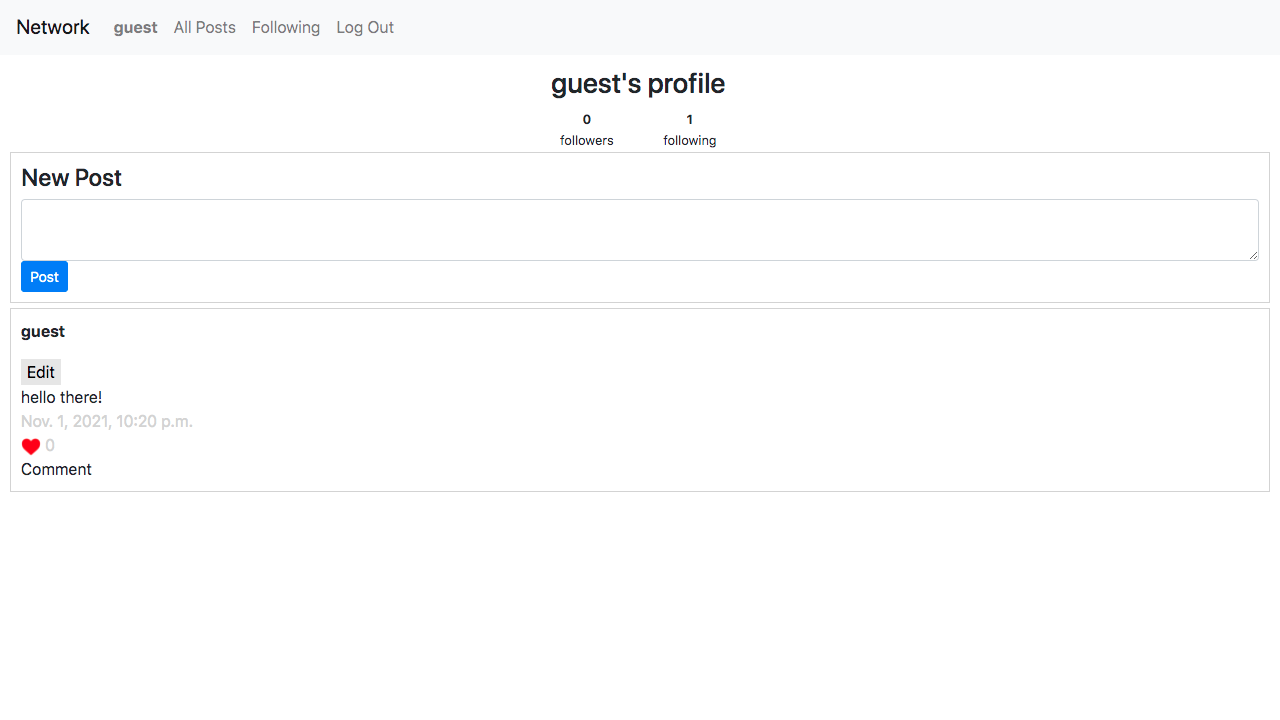 Network guest All Posts Following Log Out
guest's profile
0 1
followers following
New Post
Post
guest
Edit
hello there!
Nov. 1, 2021, 10:20 p.m.
0
Comment